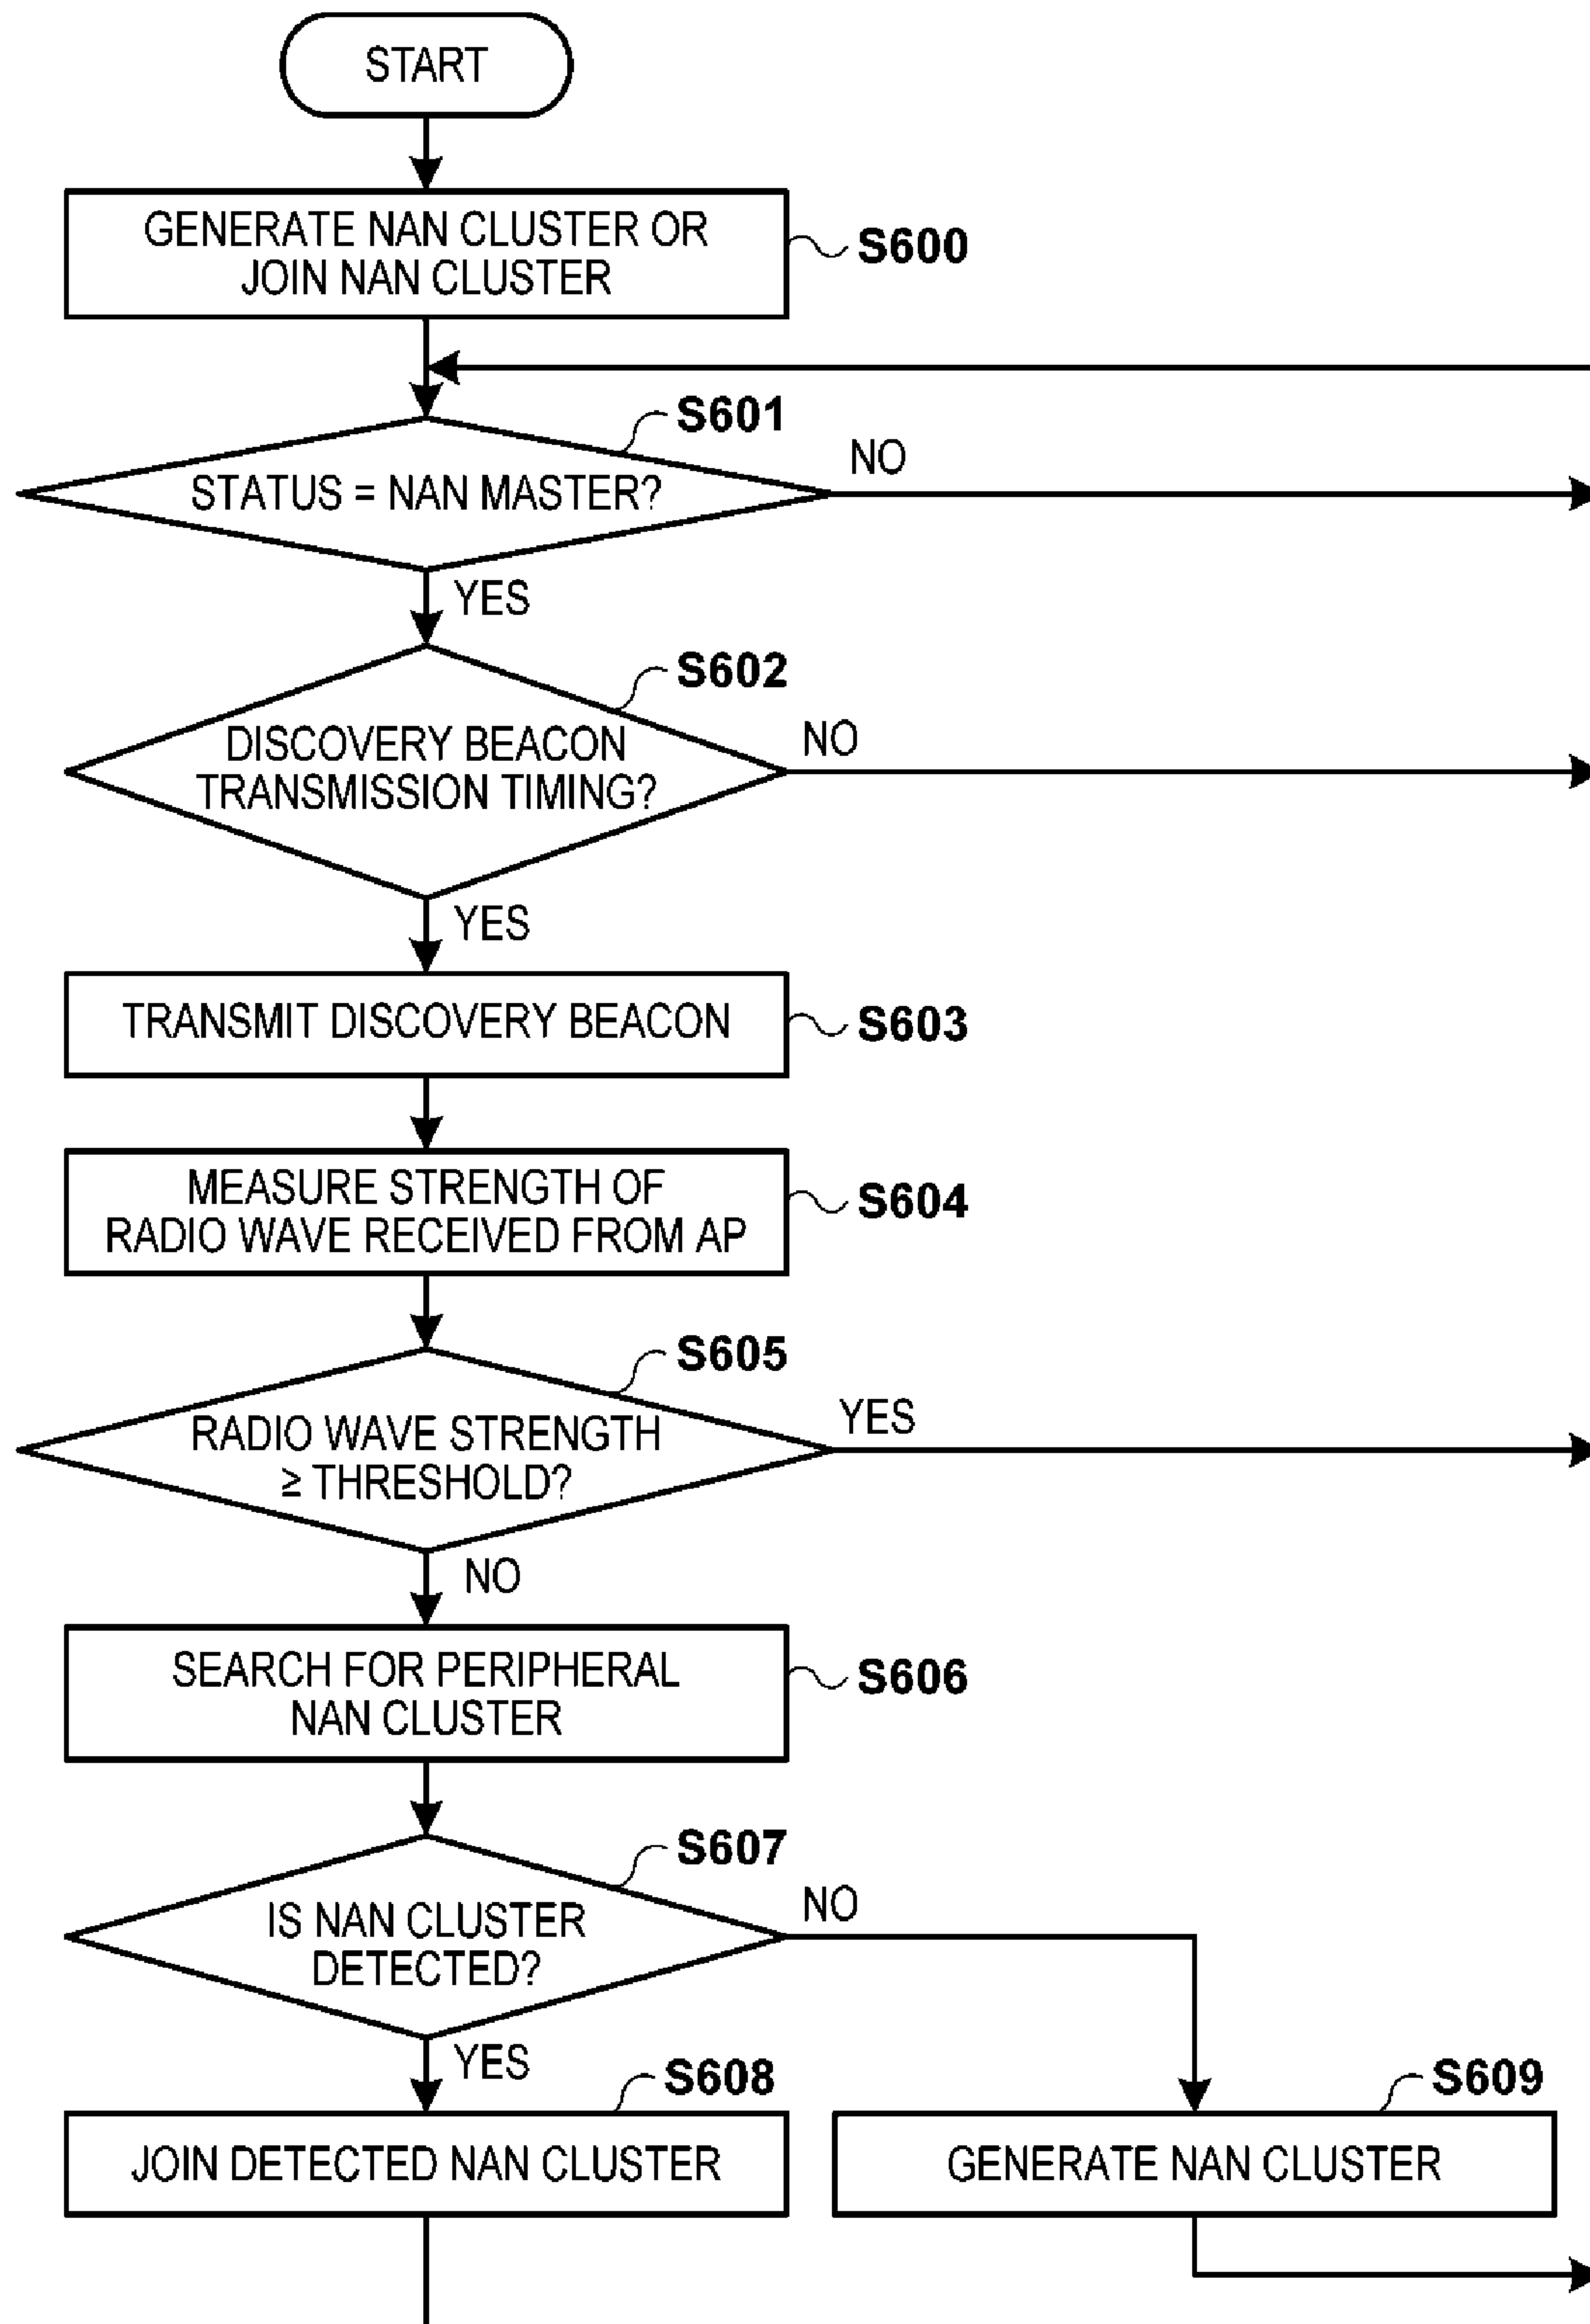 START
GENERATE NAN CLUSTER OR
JOIN NAN CLUSTER
S600
S601
STATUS = NAN MASTER?
NO
YES
S602
DISCOVERY BEACON
TRANSMISSION TIMING?
NO
YES
TRANSMIT DISCOVERY BEACON
S603
MEASURE STRENGTH OF
RADIO WAVE RECEIVED FROM AP
S604
S605
RADIO WAVE STRENGTH
≥ THRESHOLD?
YES
NO
SEARCH FOR PERIPHERAL
NAN CLUSTER
S606
S607
IS NAN CLUSTER
DETECTED?
NO
YES
S608
JOIN DETECTED NAN CLUSTER
S609
GENERATE NAN CLUSTER